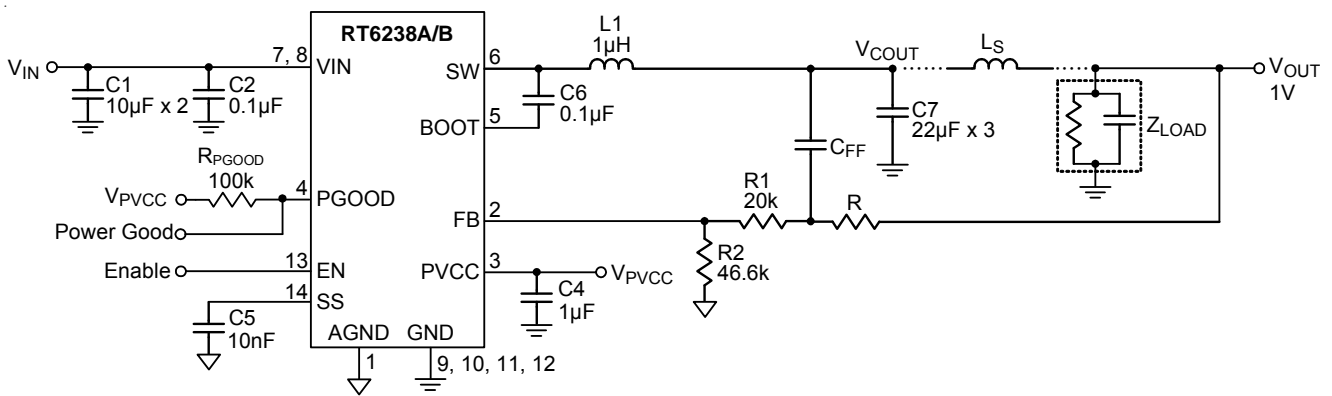 RT6238A/B
V_IN
7, 8
VIN
C1
10µF x 2
C2
0.1µF
SW
6
L1
1µH
V_COUT
L_S
V_OUT
1V
C6
0.1µF
BOOT
5
C7
22µF x 3
Z_LOAD
C_FF
R_PGOOD
100k
V_PVCC
4
PGOOD
Power Good
FB
2
R1
20k
R
R2
46.6k
Enable
13
EN
PVCC
3
V_PVCC
C4
1µF
14
SS
C5
10nF
AGND
GND
1
9, 10, 11, 12